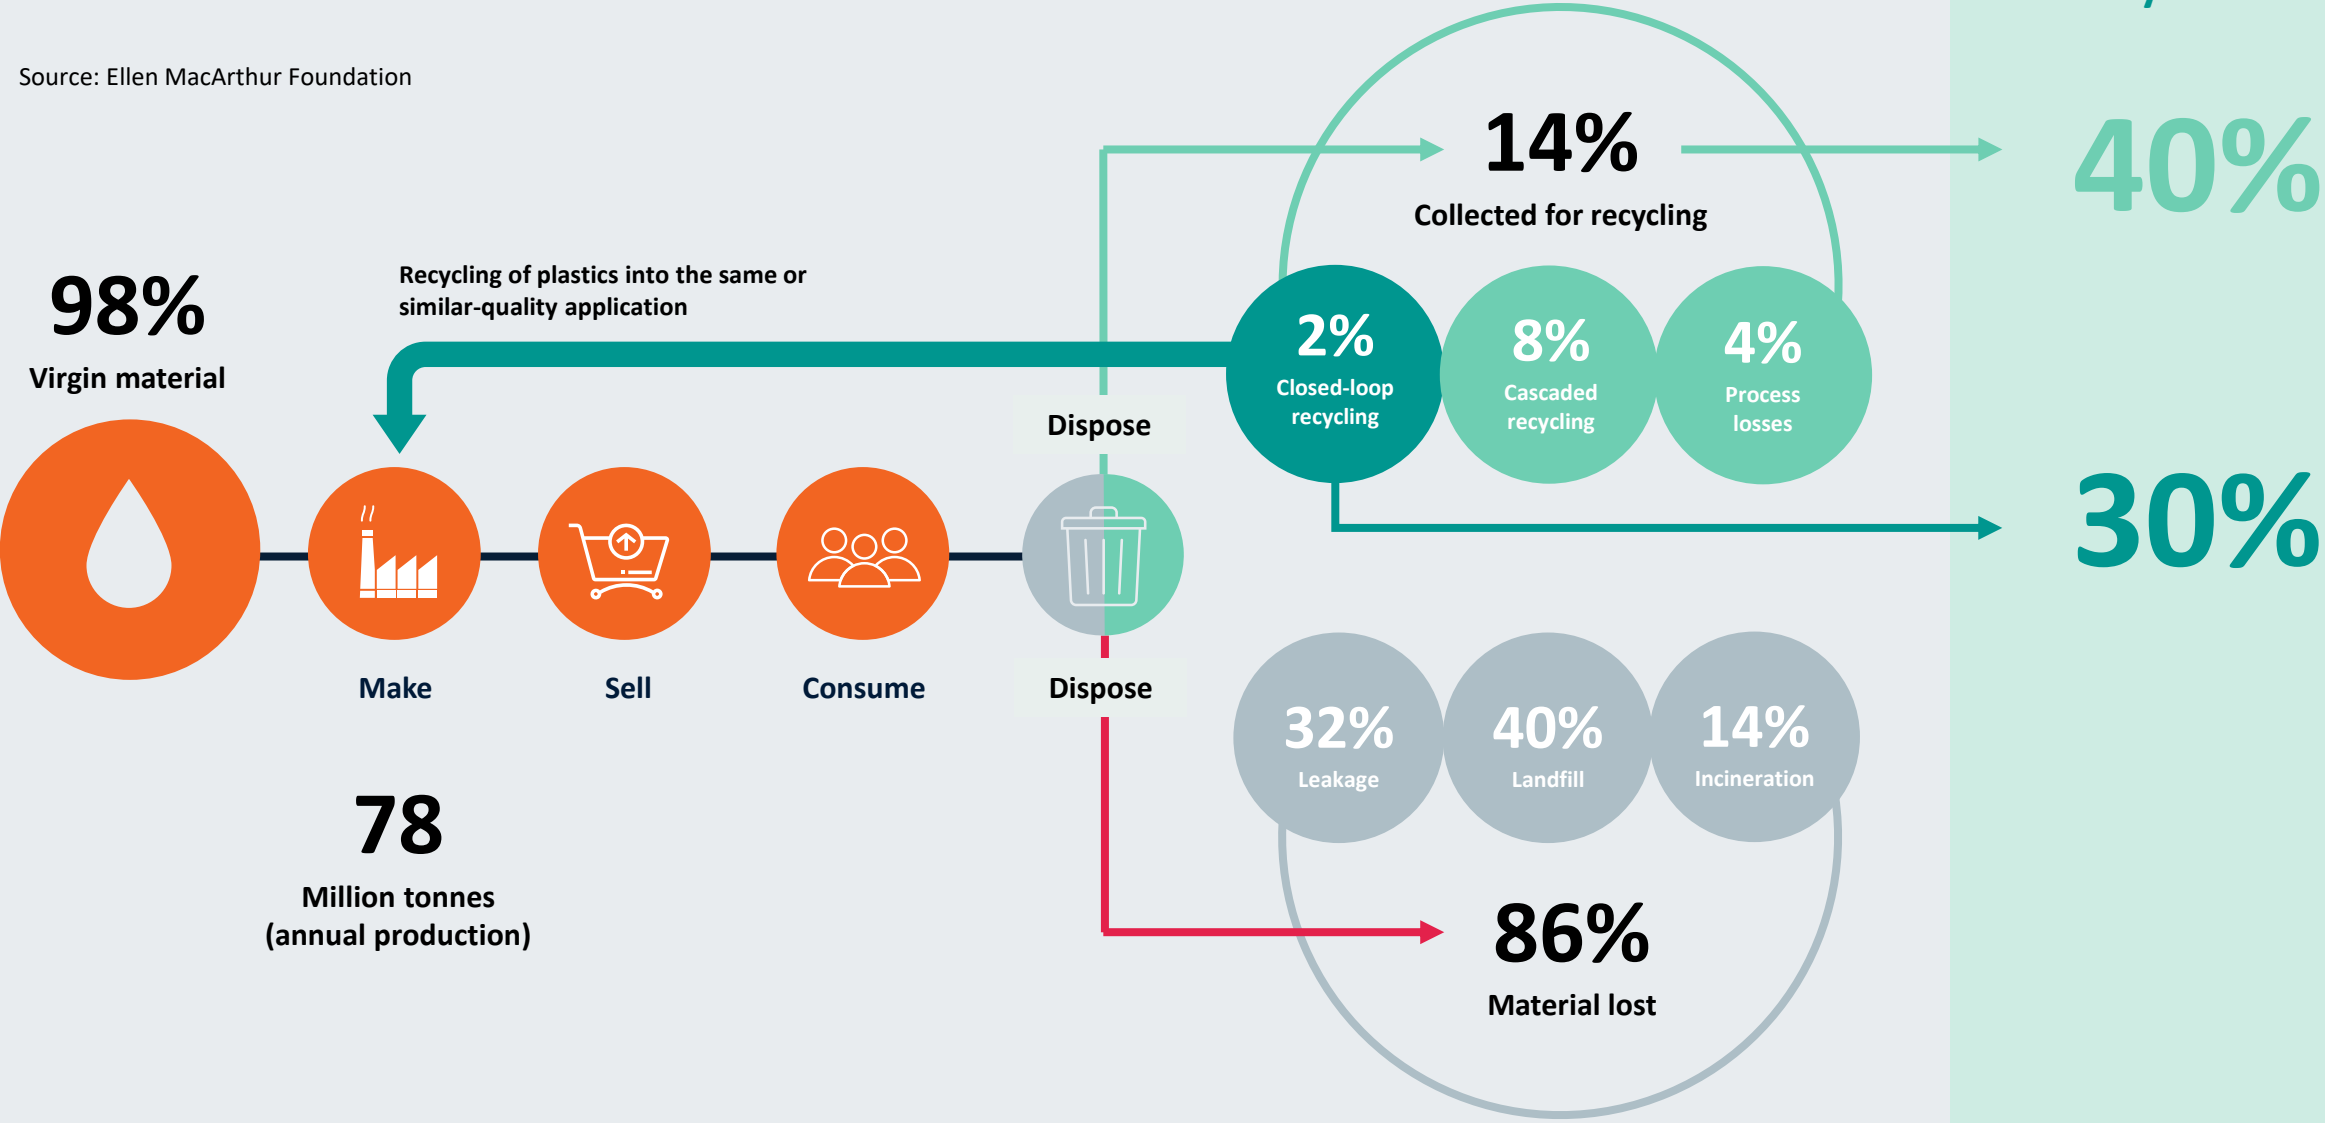 Source: Ellen MacArthur Foundation
14%
Collected for recycling
40%
98%
Virgin material
Recycling of plastics into the same or
similar-quality application
2%
Closed-loop
recycling
8%
Cascaded
recycling
4%
Process
losses
Dispose
30%
Make
Sell
Consume
Dispose
32%
Leakage
40%
Landfill
14%
Incineration
78
Million tonnes
(annual production)
86%
Material lost